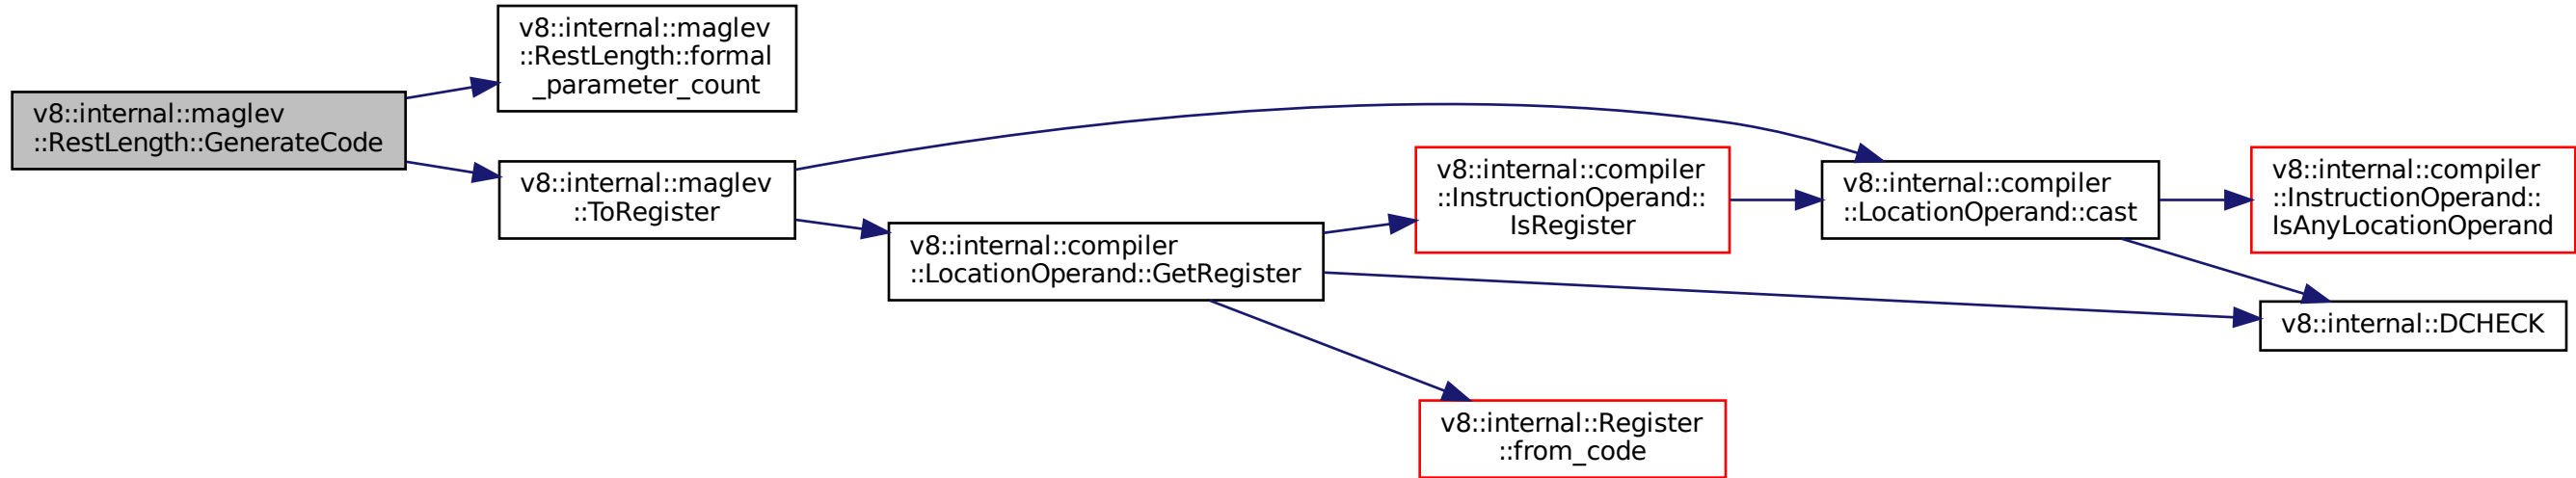 v8::internal::maglev
::RestLength::GenerateCode
v8::internal::maglev
::RestLength::formal
_parameter_count
v8::internal::maglev
::ToRegister
v8::internal::compiler
::LocationOperand::GetRegister
v8::internal::compiler
::InstructionOperand::
IsRegister
v8::internal::Register
::from_code
v8::internal::compiler
::LocationOperand::cast
v8::internal::compiler
::InstructionOperand::
IsAnyLocationOperand
v8::internal::DCHECK